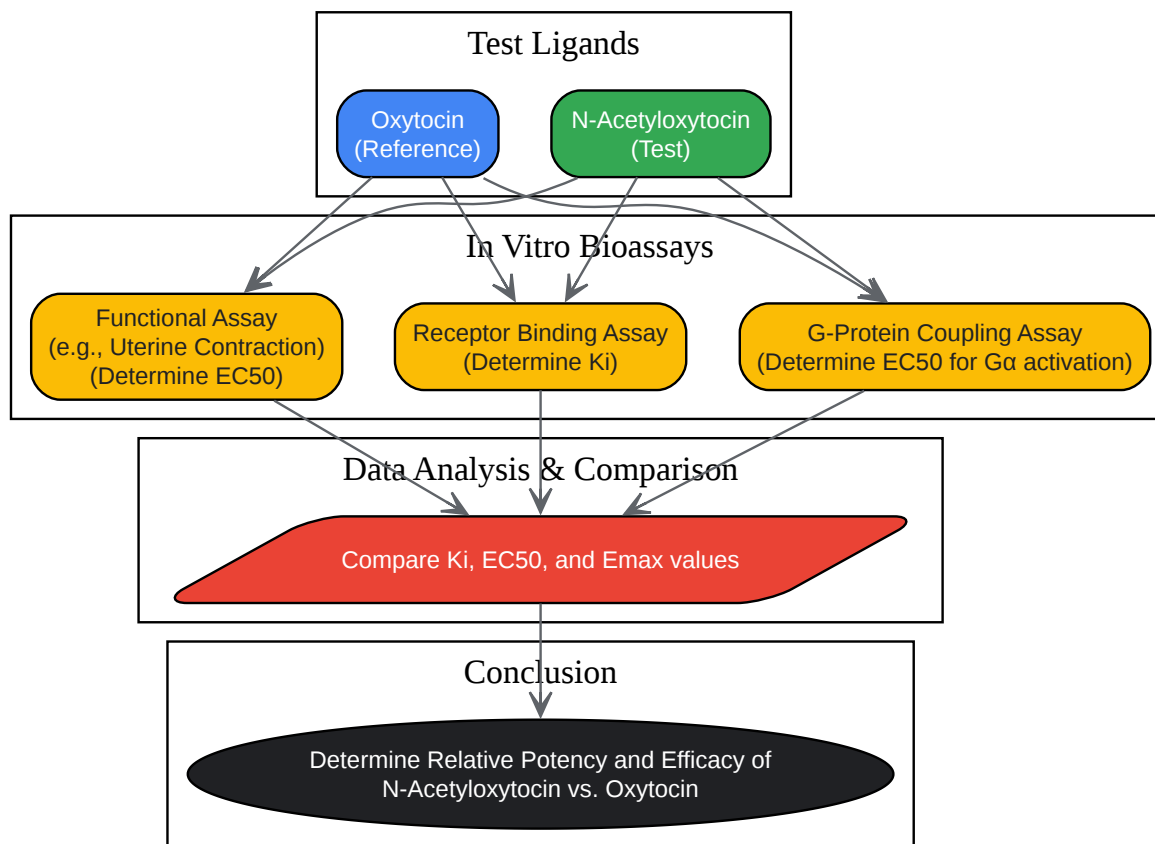 Test Ligands
Oxytocin
(Reference)
N-Acetyloxytocin
(Test)
In Vitro Bioassays
Functional Assay
(e.g., Uterine Contraction)
(Determine EC50)
Receptor Binding Assay
(Determine Ki)
G-Protein Coupling Assay
(Determine EC50 for Gα activation)
Data Analysis & Comparison
Compare Ki, EC50, and Emax values
Conclusion
Determine Relative Potency and Efficacy of
N-Acetyloxytocin vs. Oxytocin